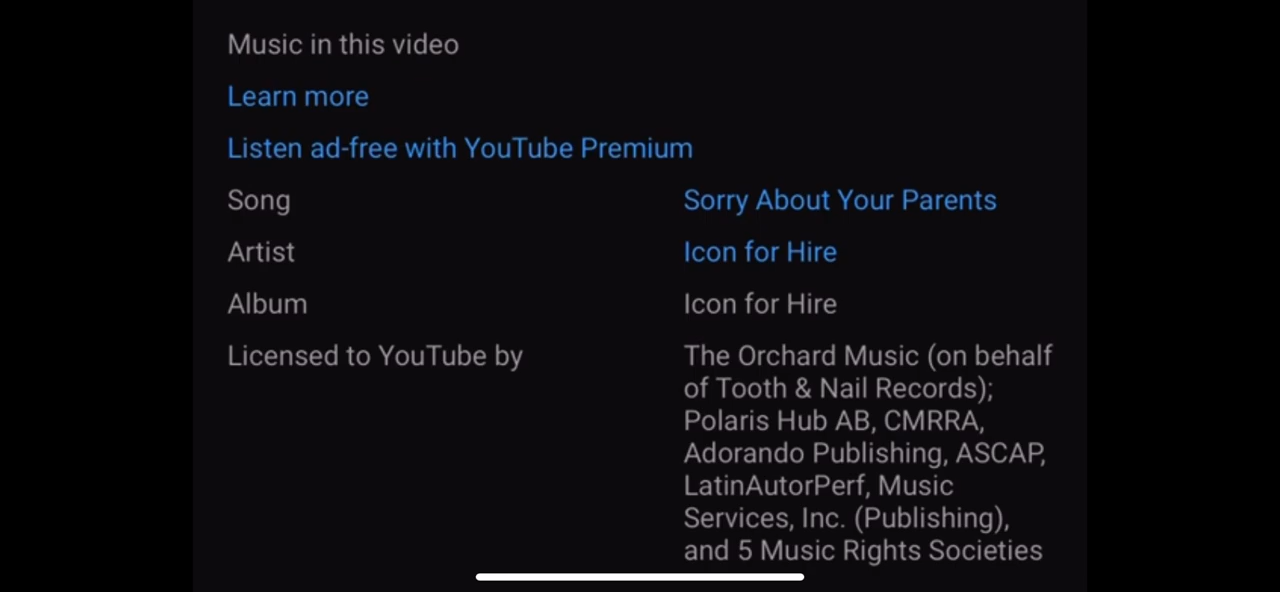 Music in this video
Learn more
Listen ad-free with YouTube Premium
Song
Sorry About Your Parents
Artist
Icon for Hire
Album
Icon for Hire
Licensed to YouTube by
The Orchard Music (on behalf
of Tooth & Nail Records);
Polaris Hub AB, CMRRA,
Adorando Publishing, ASCAP,
LatinAutorPerf, Music
Services, Inc. (Publishing),
and 5 Music Rights Societies